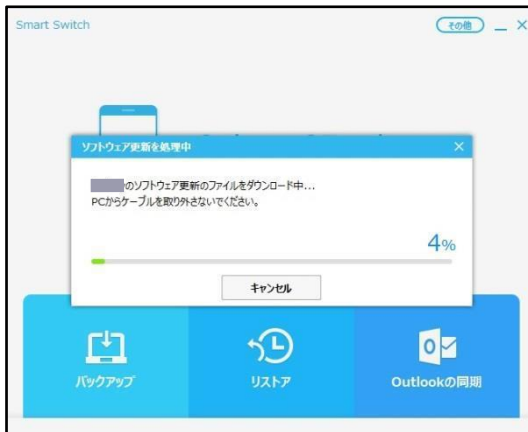 Smart Switch
その他
ソフトウェア更新を処理中
のソフトウェア更新のファイルをダウンロード中...
PCからケーブルを取り外さないでください。
4%
キャンセル
バックアップ
リストア
Outlookの同期